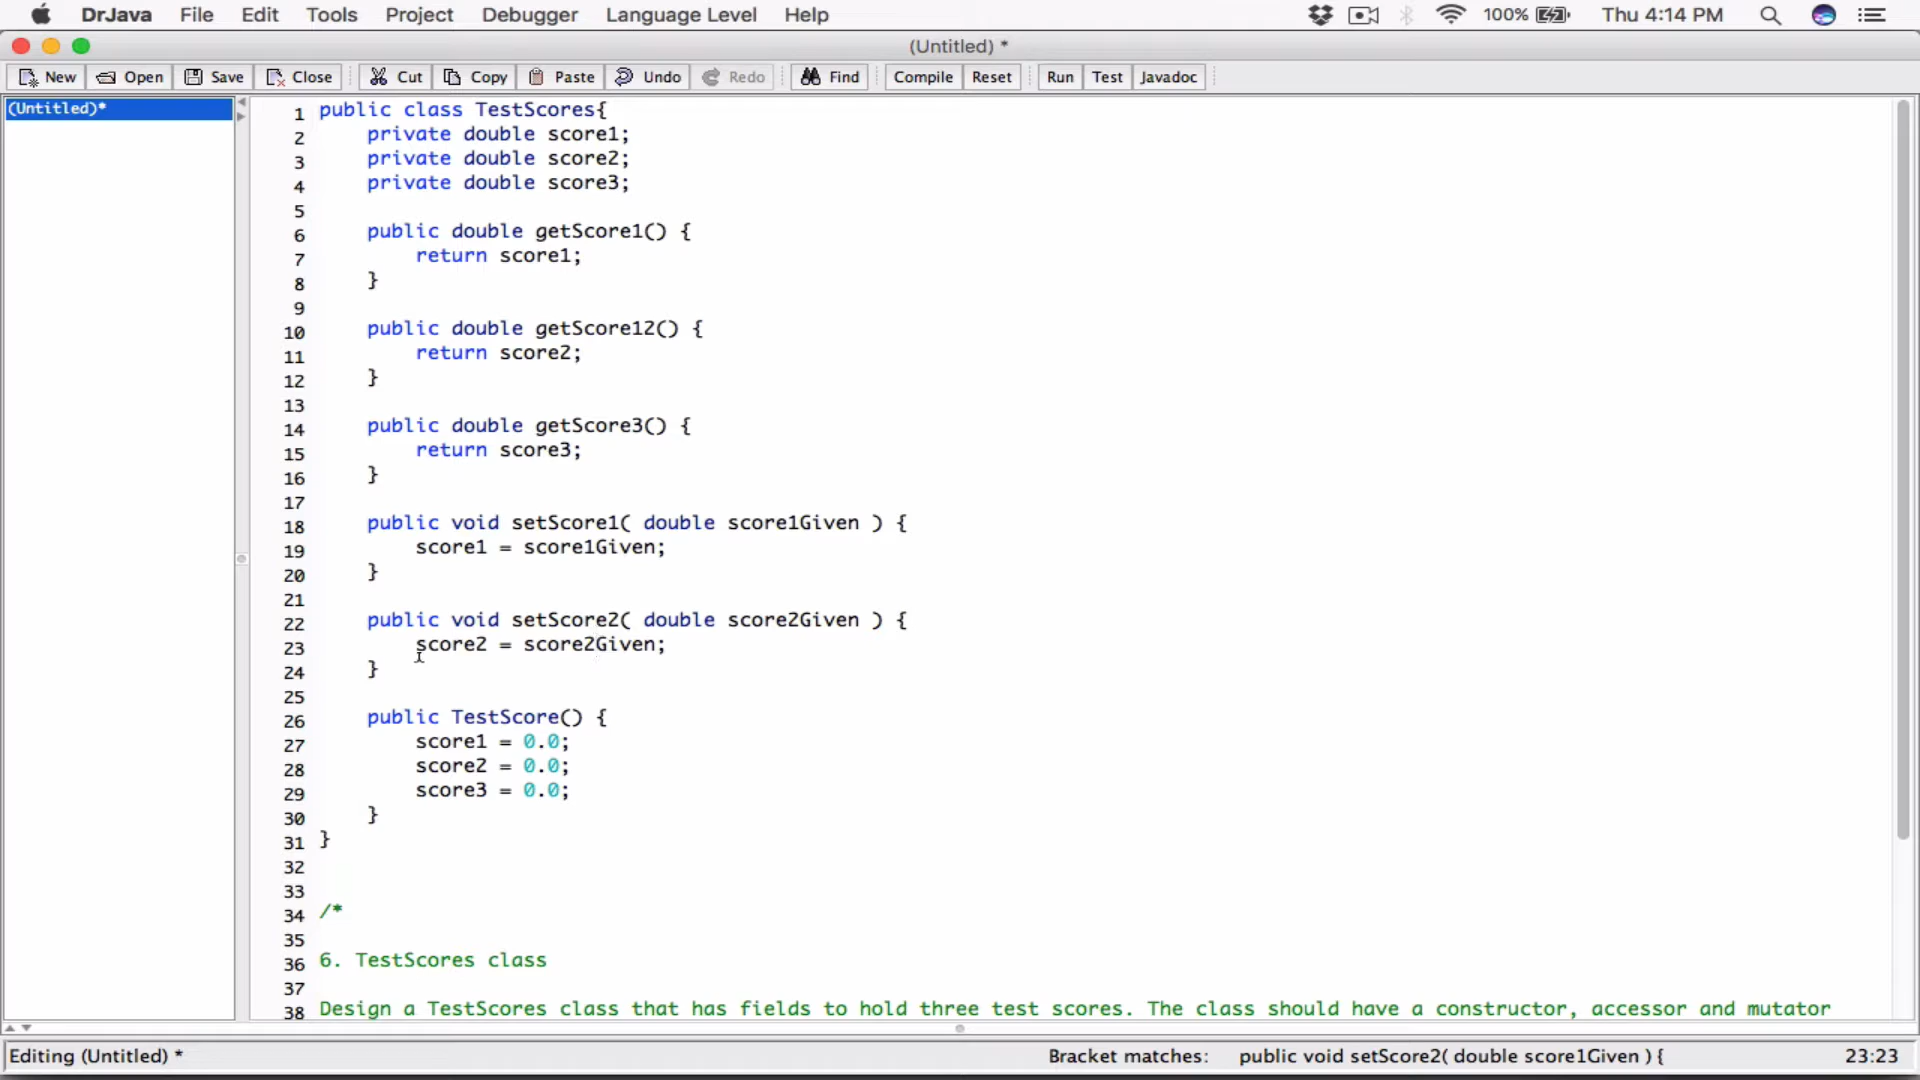 DrJava File Edit Tools Project Debugger Language Level Help 100% Thu 4:14 PM
(Untitled) *
New Open Save Close Cut Copy Paste Undo Redo Find Compile Reset Run Test Javadoc
(Untitled)*
1 public class TestScores{
2 private double score1;
3 private double score2;
4 private double score3;
5
6 public double getScore1() {
7 return score1;
8 }
9
10 public double getScore12() {
11 return score2;
12 }
13
14 public double getScore3() {
15 return score3;
16 }
17
18 public void setScore1( double score1Given ) {
19 score1 = score1Given;
20 }
21
22 public void setScore2( double score2Given ) {
23 score2 = score2Given;
24 }
25
26 public TestScore() {
27 score1 = 0.0;
28 score2 = 0.0;
29 score3 = 0.0;
30 }
31 }
32
33
34 /*
35
36 6. TestScores class
37
38 Design a TestScores class that has fields to hold three test scores. The class should have a constructor, accessor and mutator
Editing (Untitled) * Bracket matches: public void setScore2( double score1Given ) { 23:23